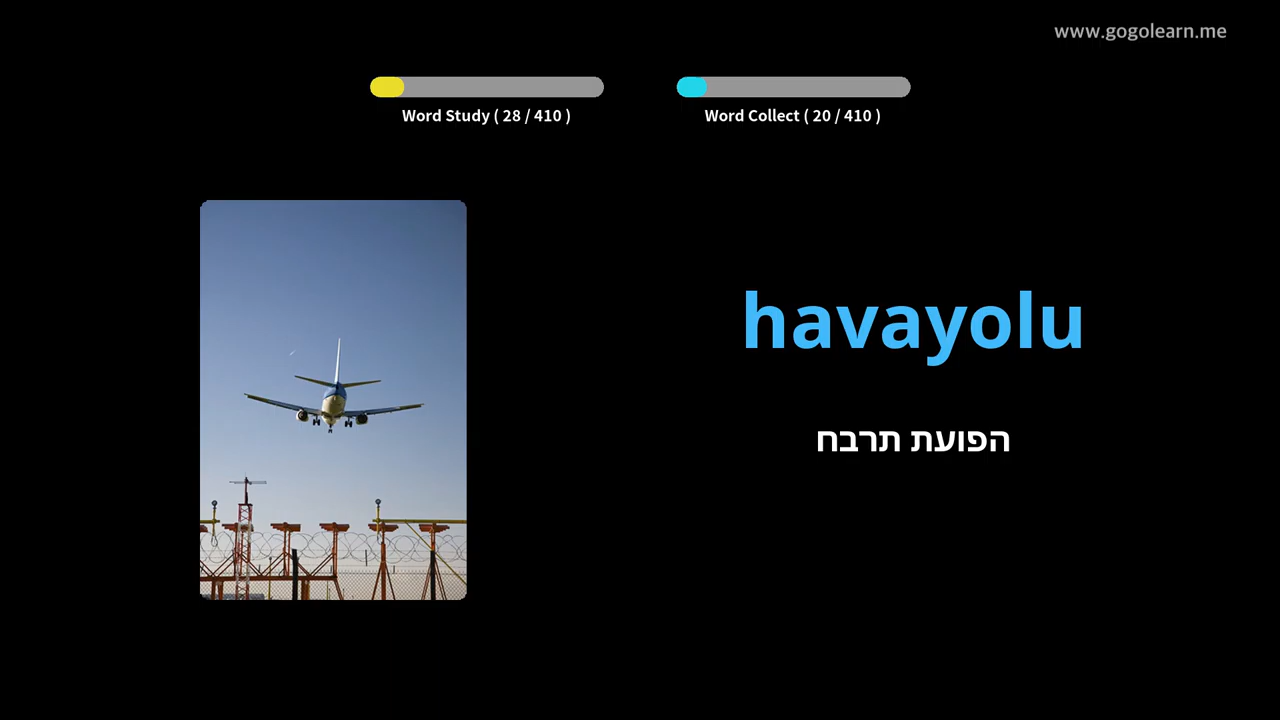 www.gogolearn.me
Word Study ( 28 / 410 )
Word Collect ( 20 / 410 )
havayolu
הפועת תרבח